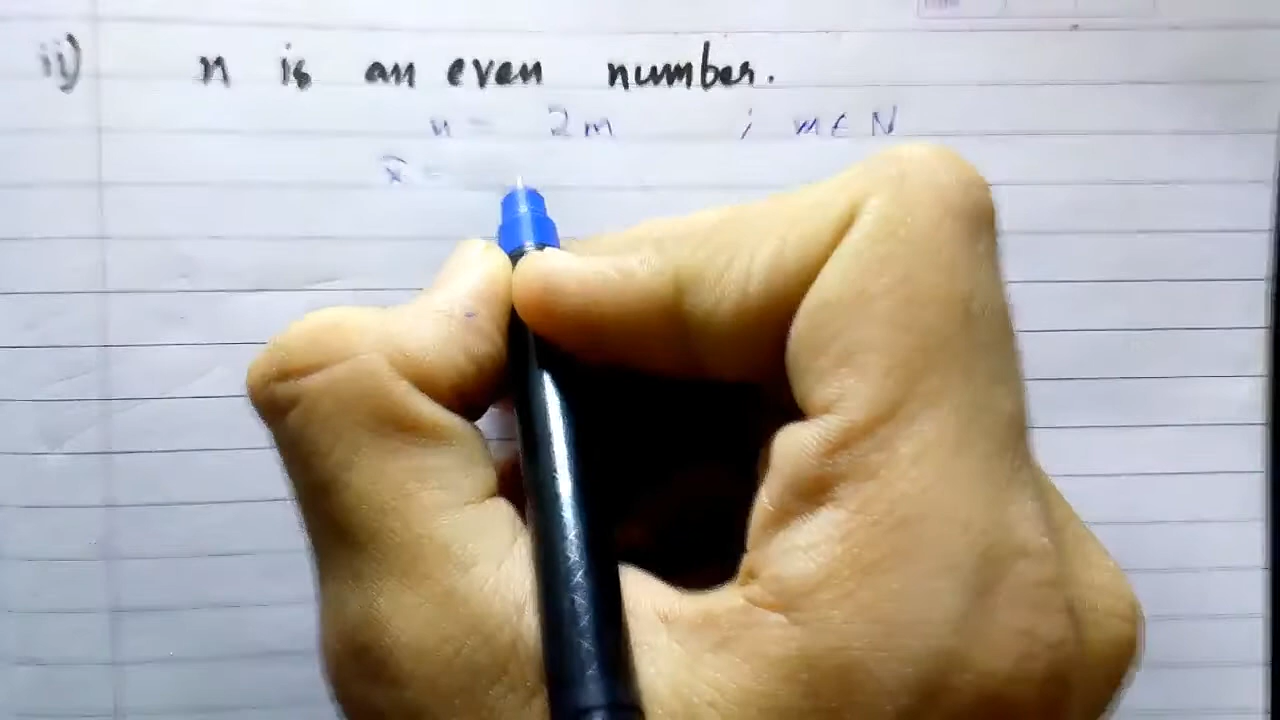 ii) n is an even number.
n = 2m ; m ∈ N
x̄ =